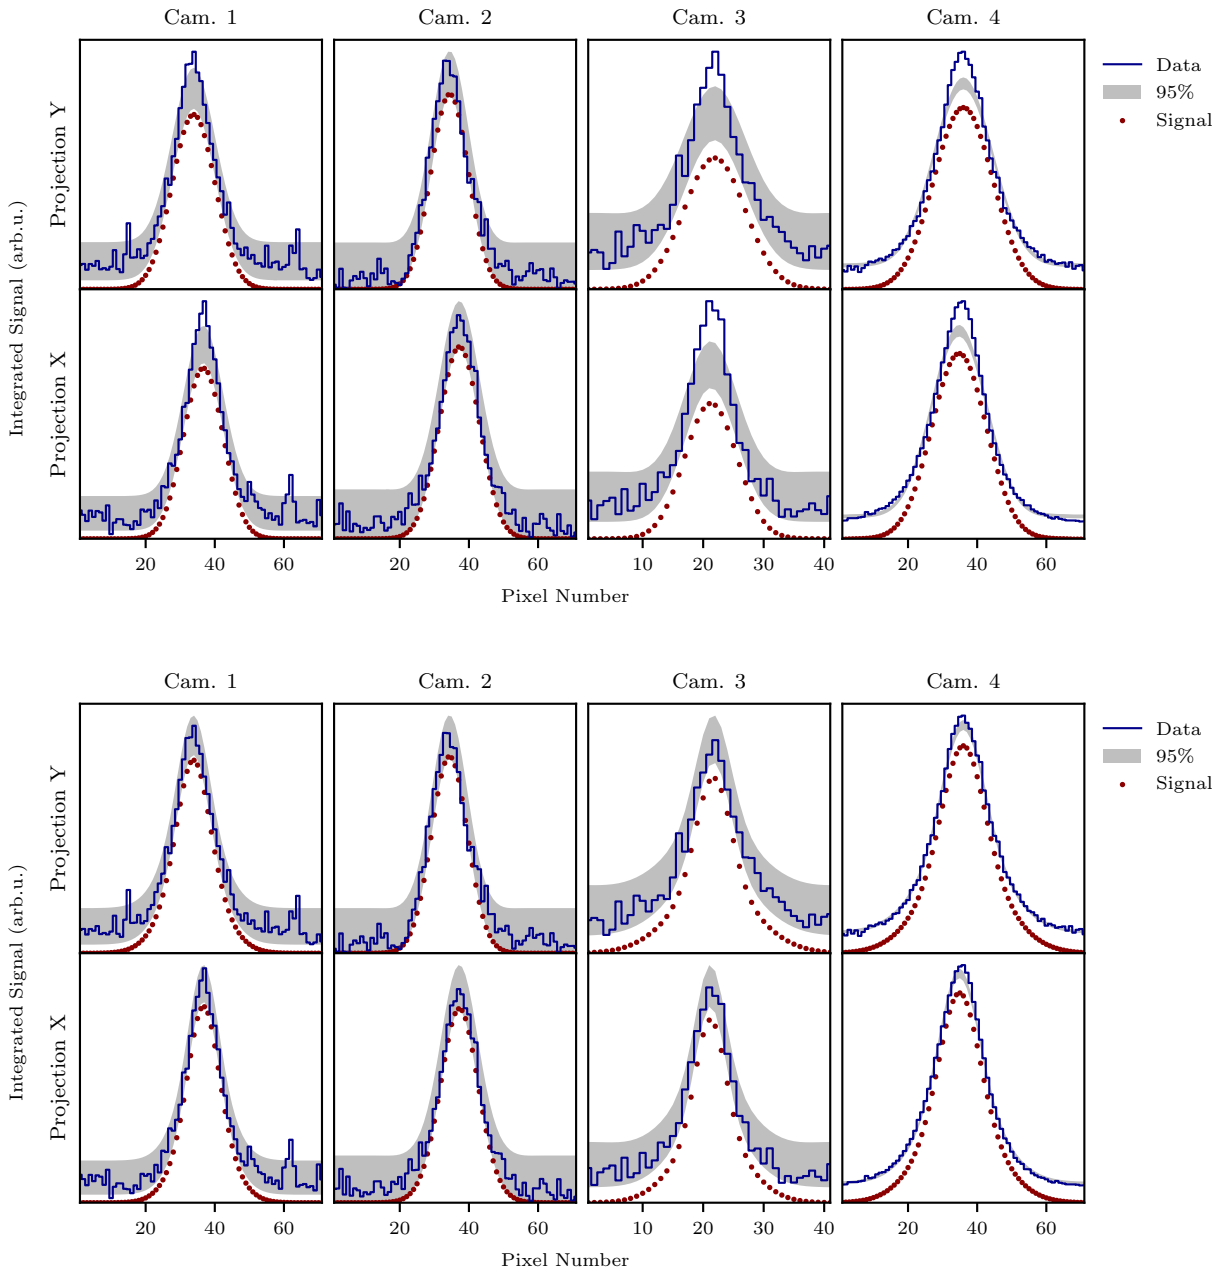 Cam. 1 Cam. 2 Cam. 3 Cam. 4
Data
95%
Signal
Integrated Signal (arb.u.)
Projection Y
Projection X
20 40 60 20 40 60 10 20 30 40 20 40 60
Pixel Number
Cam. 1 Cam. 2 Cam. 3 Cam. 4
Data
95%
Signal
Integrated Signal (arb.u.)
Projection Y
Projection X
20 40 60 20 40 60 10 20 30 40 20 40 60
Pixel Number